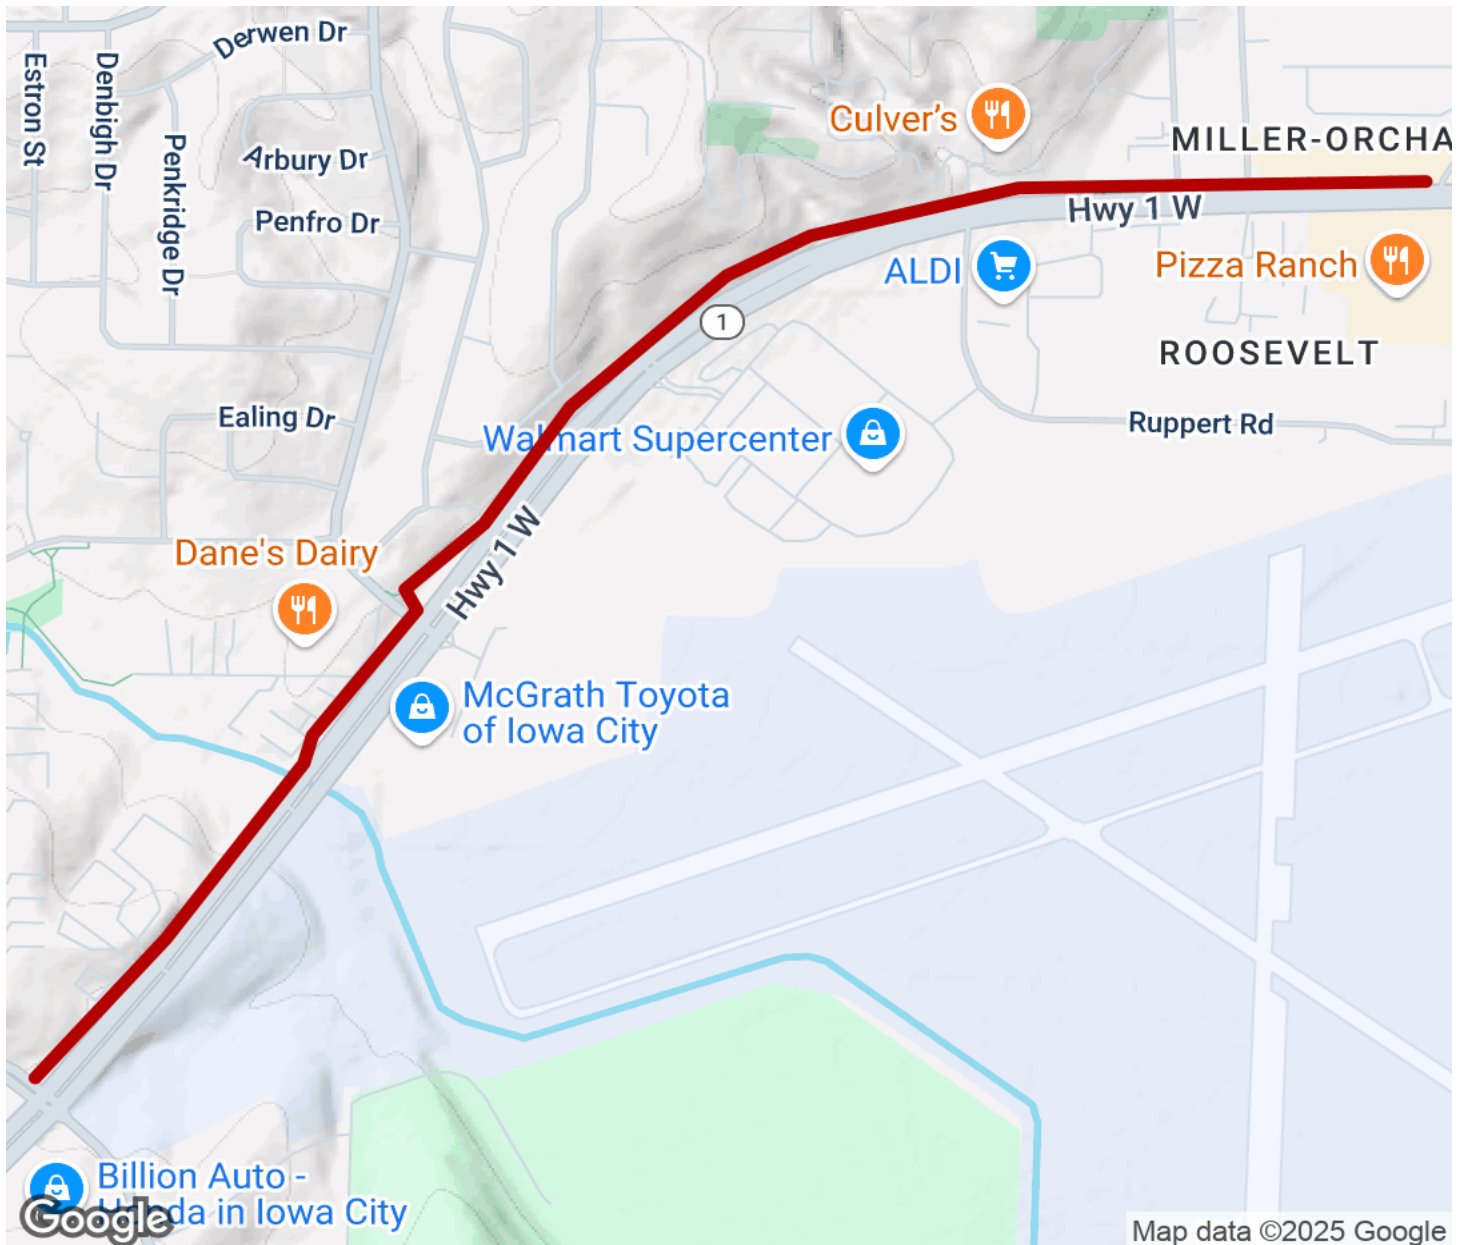 Derwen Dr
Estron St
Denbigh Dr
Penkridge Dr
Arbury Dr
Penfro Dr
Culver's
MILLER-ORCHA
Hwy 1 W
ALDI
Pizza Ranch
1
ROOSEVELT
Ealing Dr
Walmart Supercenter
Ruppert Rd
Hwy 1 W
Dane's Dairy
McGrath Toyota
of Iowa City
Billion Auto -
Honda in Iowa City
Google
Map data ©2025 Google